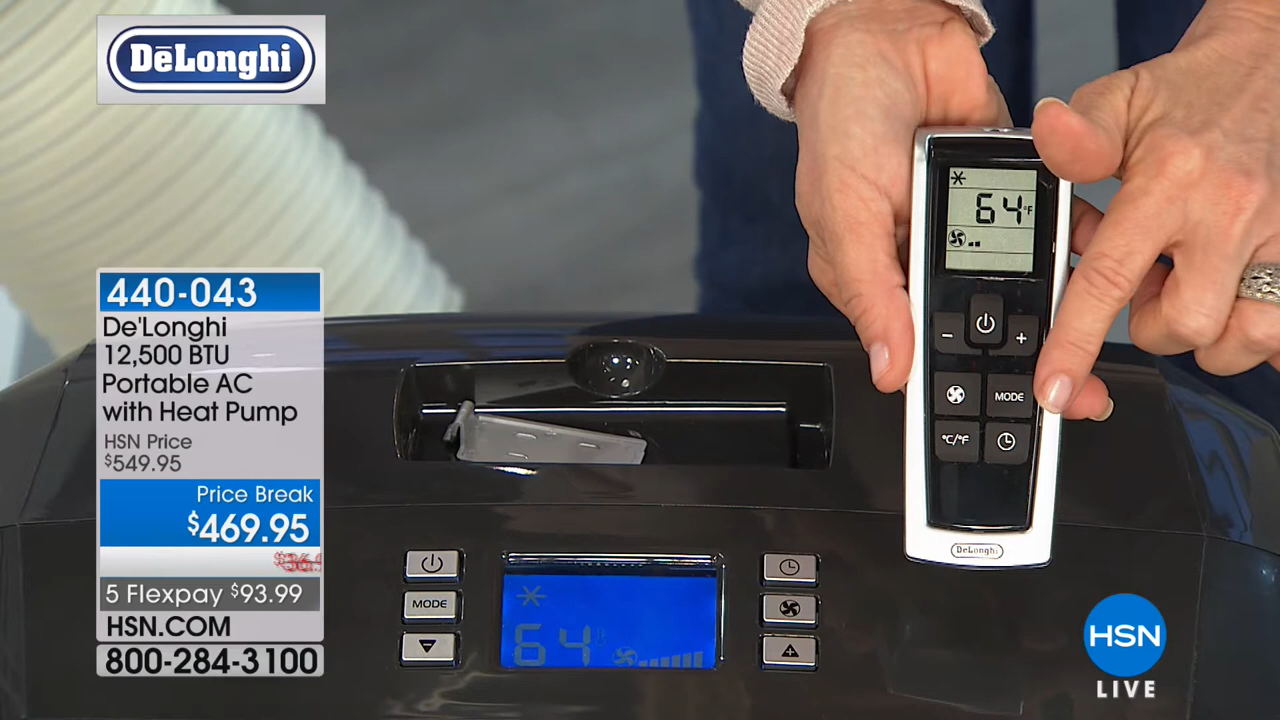 DēLonghi
440-043
De'Longhi
12,500 BTU
Portable AC
with Heat Pump
HSN Price
$549.95
Price Break
$469.95
5 Flexpay $93.99
HSN.COM
800-284-3100
64°F
-
+
MODE
°C/°F
DēLonghi
MODE
64
HSN
LIVE